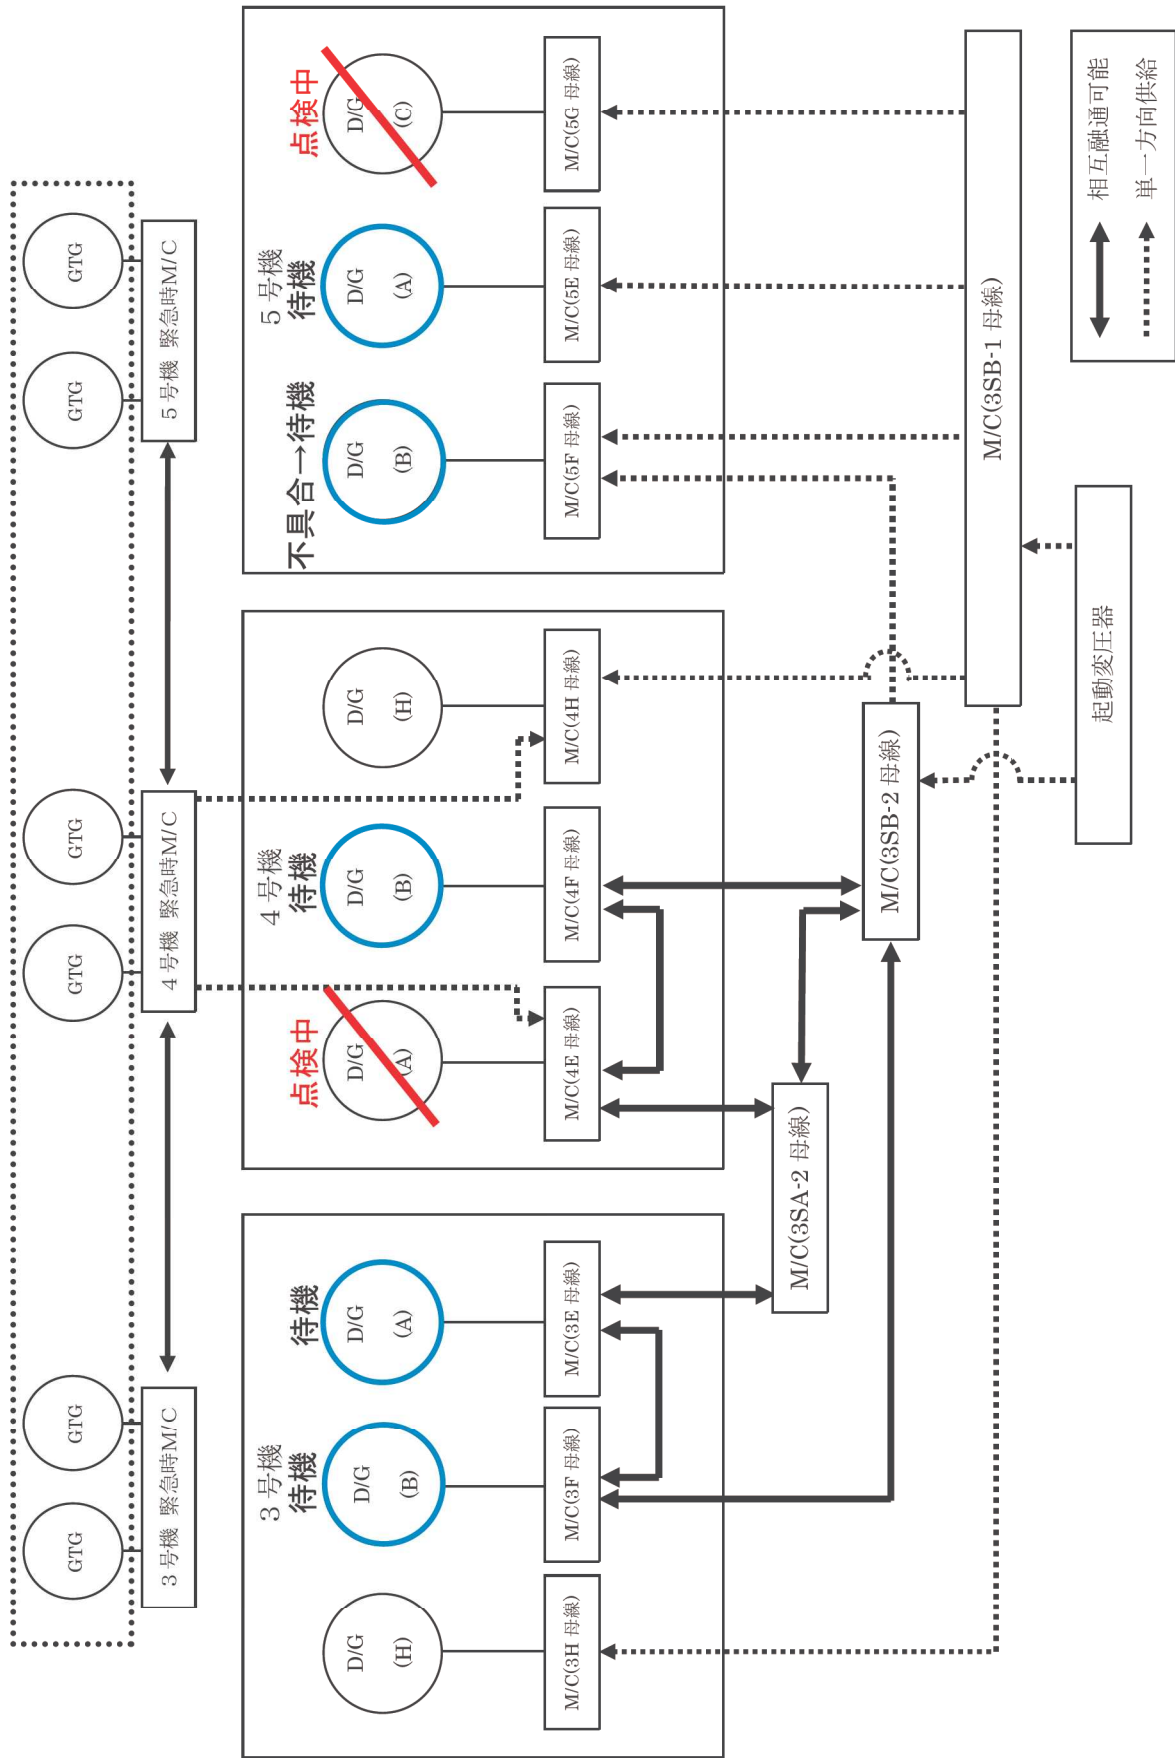 GTG
GTG
GTG
GTG
GTG
GTG
3号機 緊急時M/C
4号機 緊急時M/C
5号機 緊急時M/C
3号機
待機
待機
D/G
(H)
D/G
(B)
D/G
(A)
M/C(3H 母線)
M/C(3F 母線)
M/C(3E 母線)
4号機
点検中
待機
D/G
(A)
D/G
(B)
D/G
(H)
M/C(4E 母線)
M/C(4F 母線)
M/C(4H 母線)
5号機
不具合→待機
待機
点検中
D/G
(B)
D/G
(A)
D/G
(C)
M/C(5F 母線)
M/C(5E 母線)
M/C(5G 母線)
M/C(3SA-2 母線)
M/C(3SB-2 母線)
M/C(3SB-1 母線)
起動変圧器
相互融通可能
単一方向供給